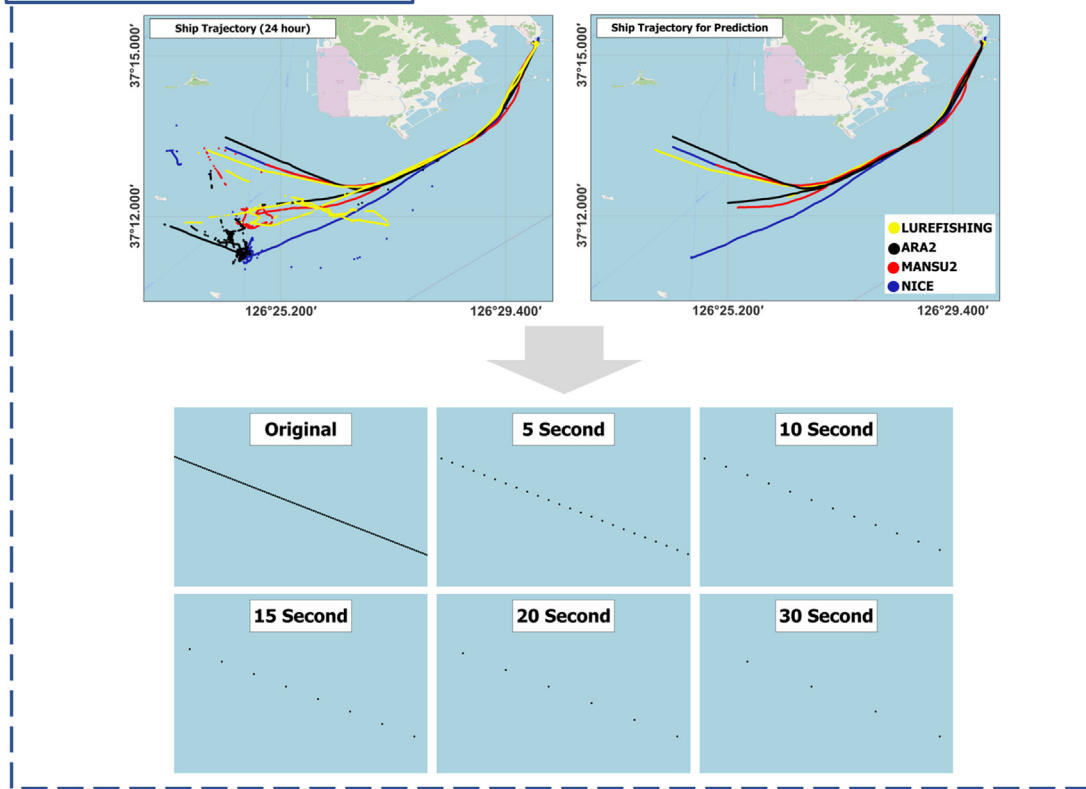 Ship Trajectory (24 hour)
Ship Trajectory for Prediction
37°15.000'
37°12.000'
126°25.200'
126°29.400'
37°15.000'
37°12.000'
126°25.200'
126°29.400'
LUREFISHING
ARA2
MANSU2
NICE
Original
5 Second
10 Second
15 Second
20 Second
30 Second